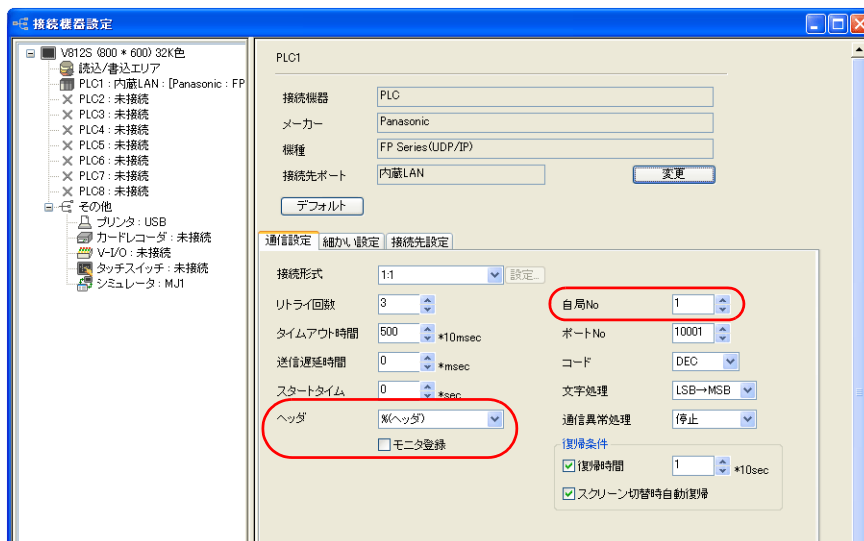 接続機器設定
V812S (800 * 600) 32K色
読込/書込エリア
PLC1 : 内蔵LAN : [Panasonic : FP
PLC2 : 未接続
PLC3 : 未接続
PLC4 : 未接続
PLC5 : 未接続
PLC6 : 未接続
PLC7 : 未接続
PLC8 : 未接続
その他
プリンタ : USB
カードレコーダ : 未接続
V-I/O : 未接続
タッチスイッチ : 未接続
シミュレータ : MJ1
PLC1
接続機器 PLC
メーカー Panasonic
機種 FP Series(UDP/IP)
接続先ポート 内蔵LAN 変更
デフォルト
通信設定 細かい設定 接続先設定
接続形式 1:1 設定...
リトライ回数 3
タイムアウト時間 500 *10msec
送信遅延時間 0 *msec
スタートタイム 0 *sec
ヘッダ %(ヘッダ)
モニタ登録
自局No 1
ポートNo 10001
コード DEC
文字処理 LSB→MSB
通信異常処理 停止
復帰条件
復帰時間 1 *10sec
スクリーン切替時自動復帰